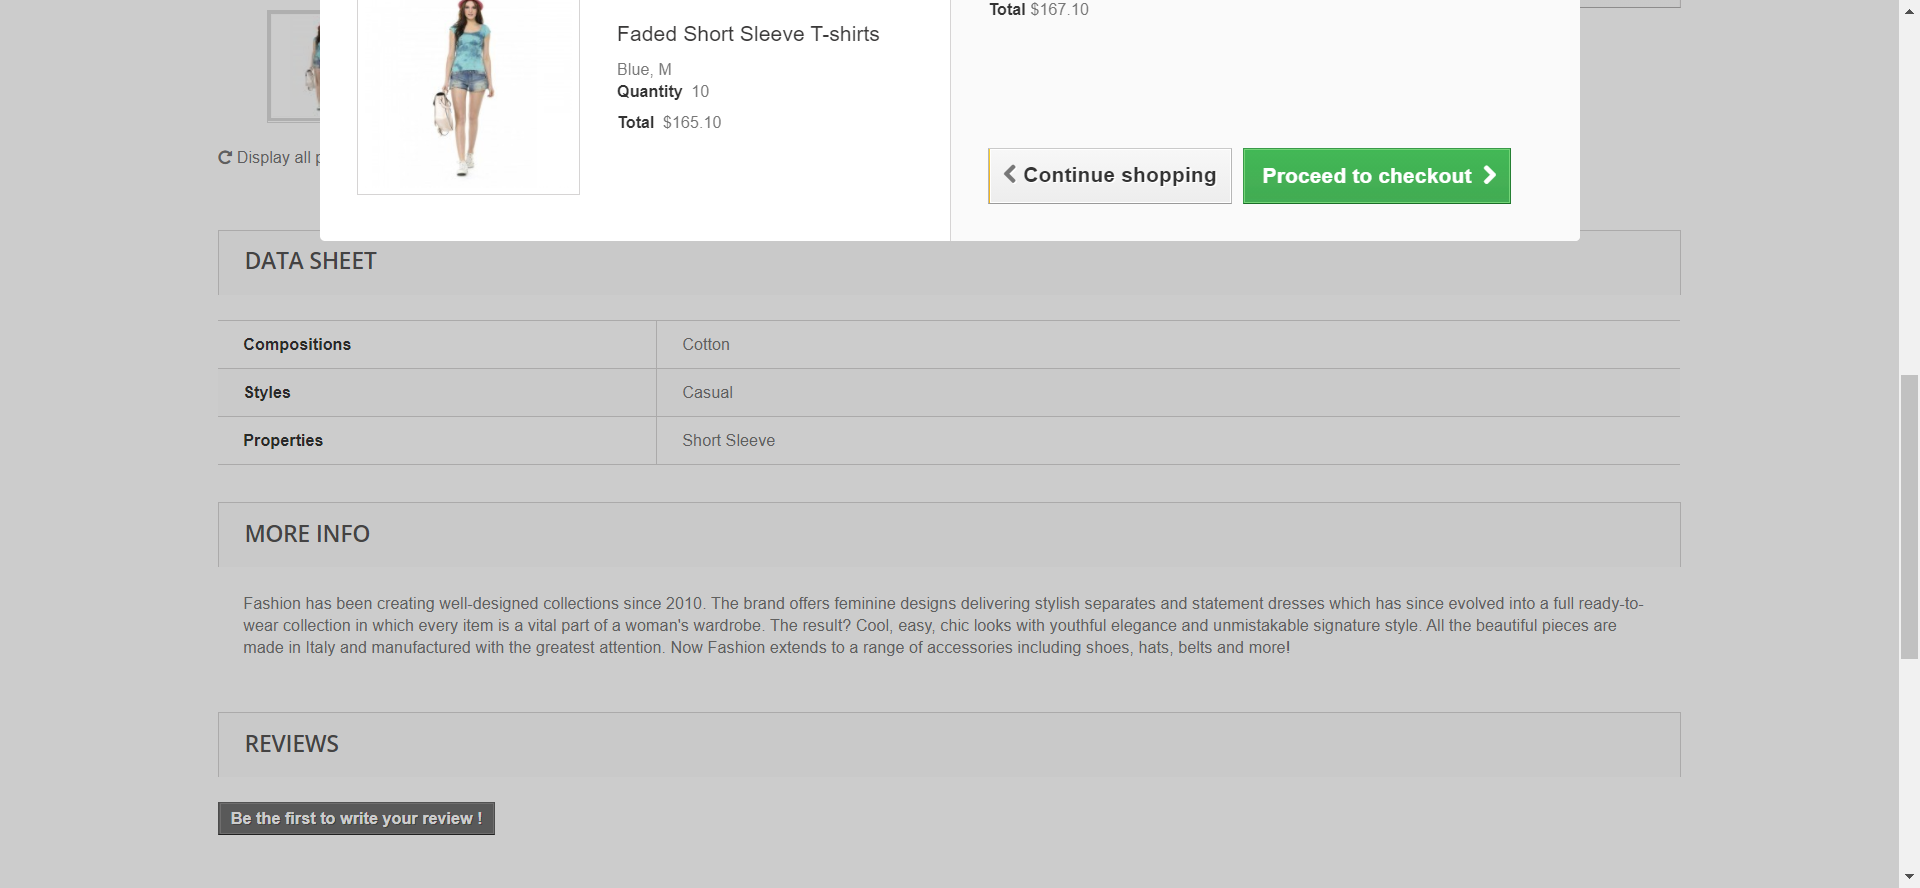 Total $167.10
Faded Short Sleeve T-shirts
Blue, M
Quantity 10
Total $165.10
Display all
Continue shopping
Proceed to checkout
DATA SHEET
Compositions Cotton
Styles Casual
Properties Short Sleeve
MORE INFO
Fashion has been creating well-designed collections since 2010. The brand offers feminine designs delivering stylish separates and statement dresses which has since evolved into a full ready-to-
wear collection in which every item is a vital part of a woman's wardrobe. The result? Cool, easy, chic looks with youthful elegance and unmistakable signature style. All the beautiful pieces are
made in Italy and manufactured with the greatest attention. Now Fashion extends to a range of accessories including shoes, hats, belts and more!
REVIEWS
Be the first to write your review !